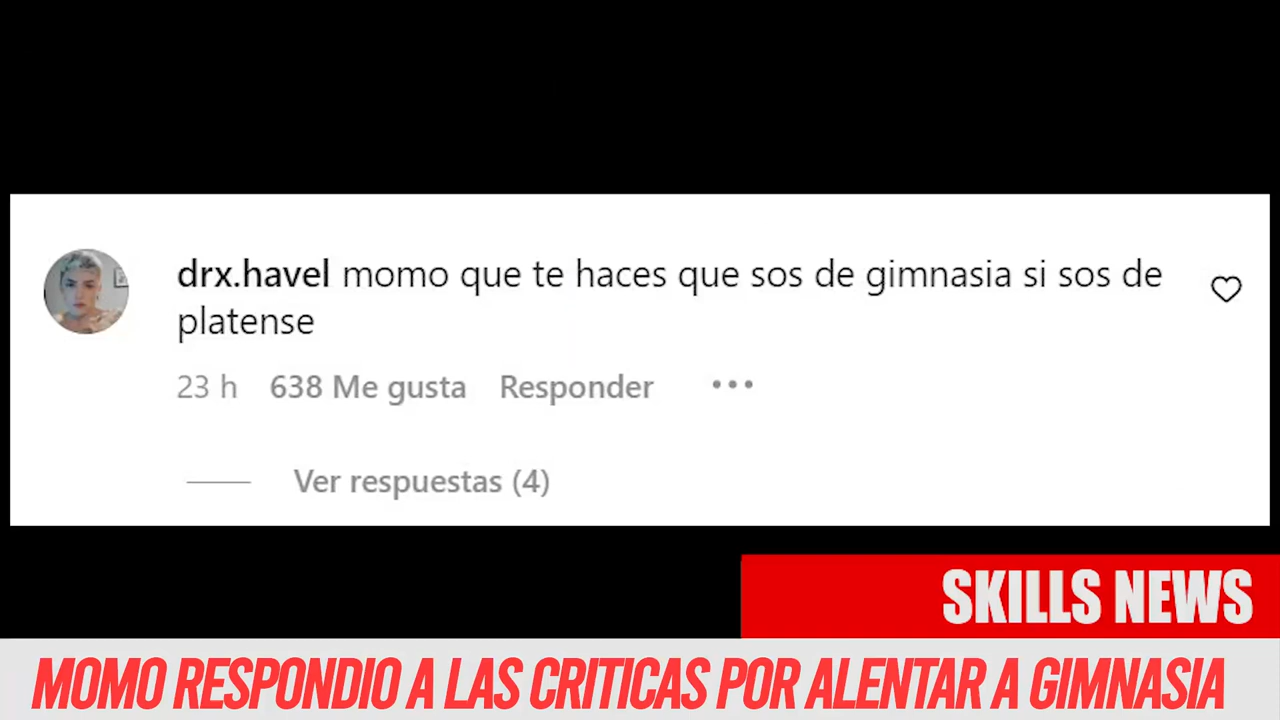 drx.havel momo que te haces que sos de gimnasia si sos de
platense
23 h 638 Me gusta Responder •••
Ver respuestas (4)
SKILLS NEWS
MOMO RESPONDIO A LAS CRITICAS POR ALENTAR A GIMNASIA